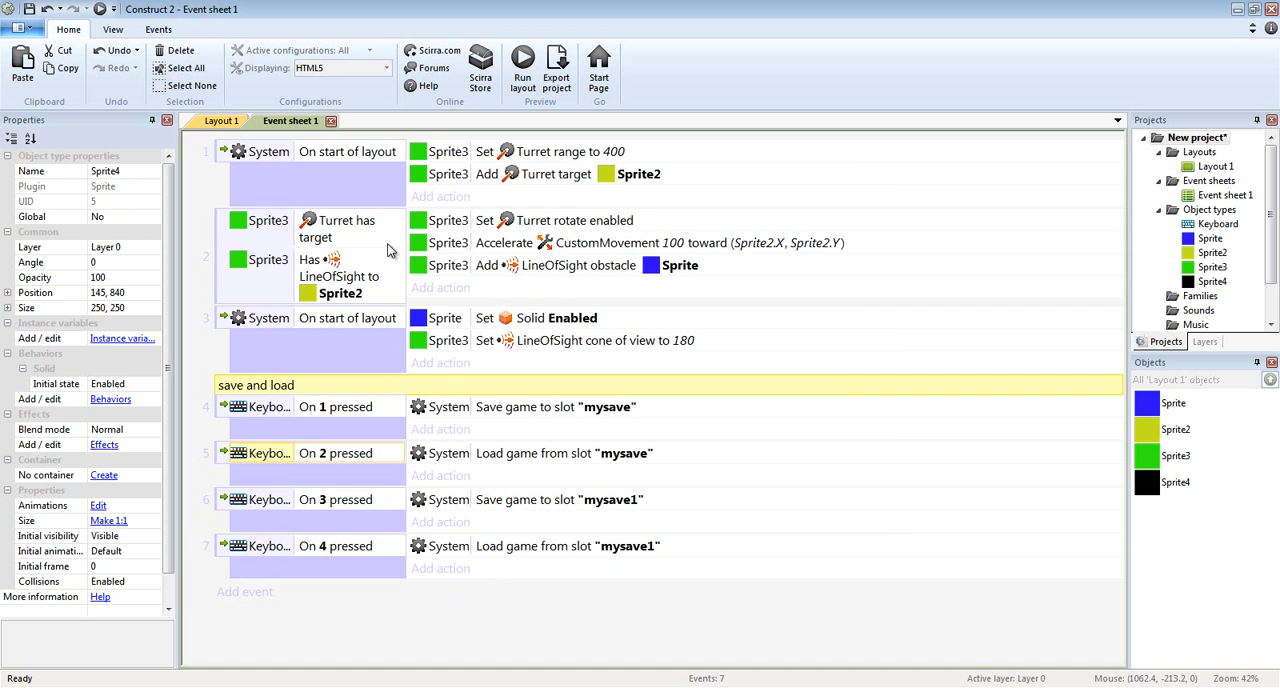 Construct 2 - Event sheet 1
Home View Events
Paste
Cut
Copy
Clipboard
Undo
Redo
Undo
Delete
Select All
Select None
Selection
Active configurations: All
Displaying: HTML5
Configurations
Scirra.com
Forums
Help
Scirra Store
Online
Run layout
Export project
Preview
Start Page
Go
Properties
Object type properties
Name Sprite4
Plugin Sprite
UID 5
Global No
Common
Layer Layer 0
Angle 0
Opacity 100
Position 145, 840
Size 250, 250
Instance variables
Add / edit Instance varia...
Behaviors
Solid
Initial state Enabled
Add / edit Behaviors
Effects
Blend mode Normal
Add / edit Effects
Container
No container Create
Properties
Animations Edit
Size Make 1:1
Initial visibility Visible
Initial animati... Default
Initial frame 0
Collisions Enabled
More information Help
Layout 1 Event sheet 1
1 System On start of layout Sprite3 Set Turret range to 400
Sprite3 Add Turret target Sprite2
Add action
2 Sprite3 Turret has target Sprite3 Set Turret rotate enabled
Sprite3 Has LineOfSight to Sprite2 Sprite3 Accelerate CustomMovement 100 toward (Sprite2.X, Sprite2.Y)
Sprite3 Add LineOfSight obstacle Sprite
Add action
3 System On start of layout Sprite Set Solid Enabled
Sprite3 Set LineOfSight cone of view to 180
Add action
save and load
4 Keybo... On 1 pressed System Save game to slot "mysave"
Add action
5 Keybo... On 2 pressed System Load game from slot "mysave"
Add action
6 Keybo... On 3 pressed System Save game to slot "mysave1"
Add action
7 Keybo... On 4 pressed System Load game from slot "mysave1"
Add action
Add event
Projects
New project*
Layouts
Layout 1
Event sheets
Event sheet 1
Object types
Keyboard
Sprite
Sprite2
Sprite3
Sprite4
Families
Sounds
Music
Projects Layers
Objects
All 'Layout 1' objects
Sprite
Sprite2
Sprite3
Sprite4
Ready Events: 7 Active layer: Layer 0 Mouse: (1062.4, -213.2, 0) Zoom: 42%